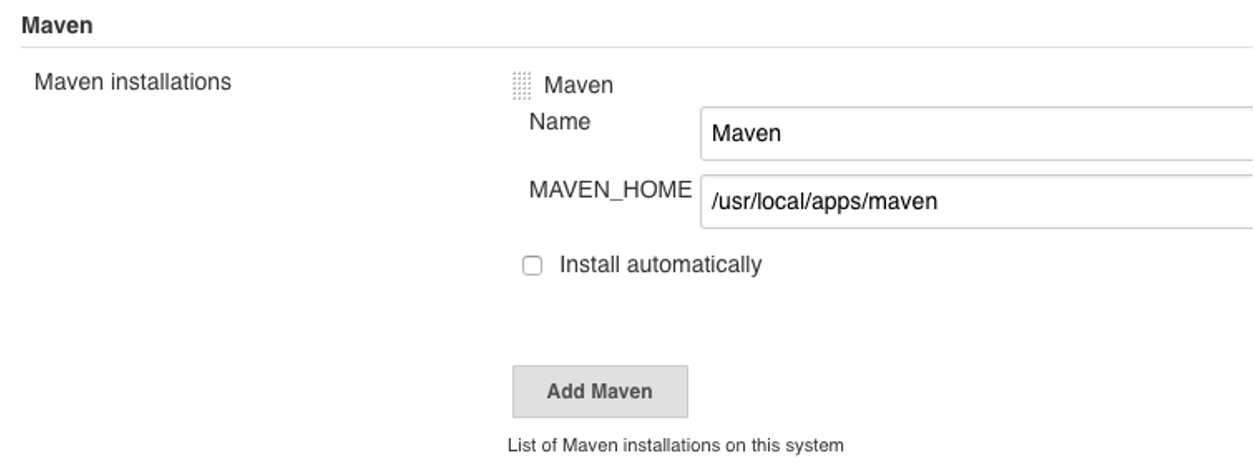 Maven
Maven installations
Maven
Name
Maven
MAVEN_HOME
/usr/local/apps/maven
Install automatically
Add Maven
List of Maven installations on this system